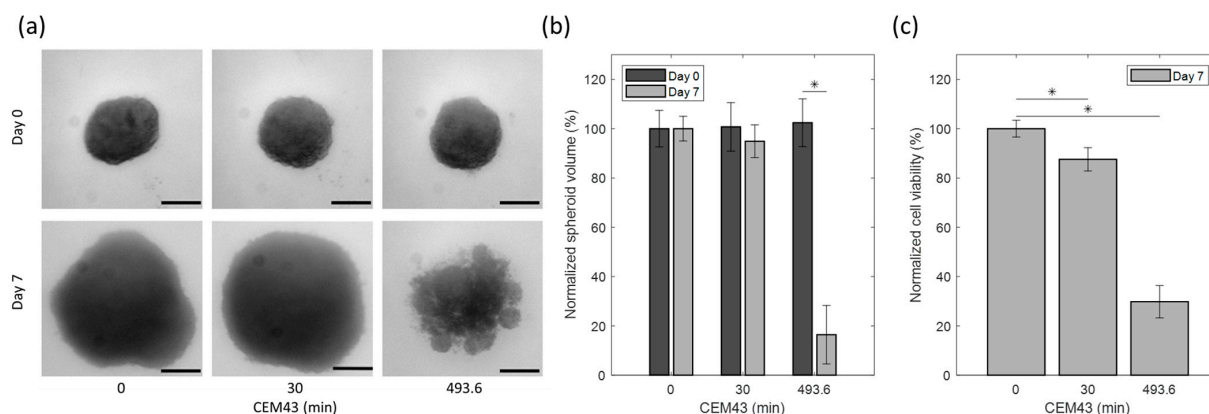 (a)
Day 0
Day 7
0
30
493.6
CEM43 (min)
(b)
Normalized spheroid volume (%)
120
100
80
60
40
20
0
Day 0
Day 7
*
0
30
493.6
CEM43 (min)
(c)
Normalized cell viability (%)
120
100
80
60
40
20
0
Day 7
*
*
0
30
493.6
CEM43 (min)